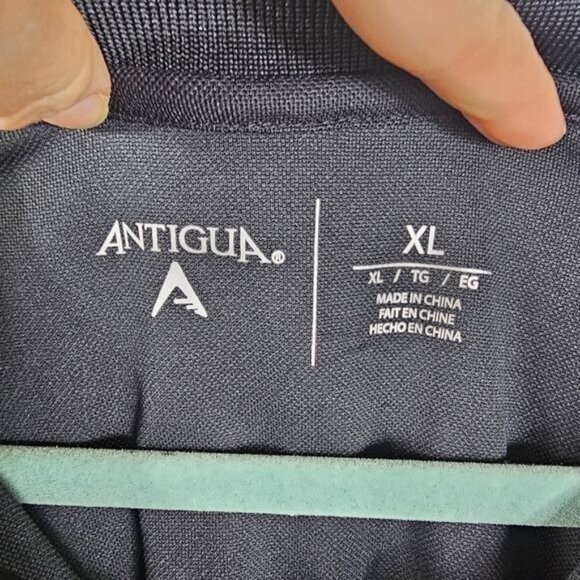 ANTIGUA®
XL
XL / TG / EG
MADE IN CHINA
FAIT EN CHINE
HECHO EN CHINA